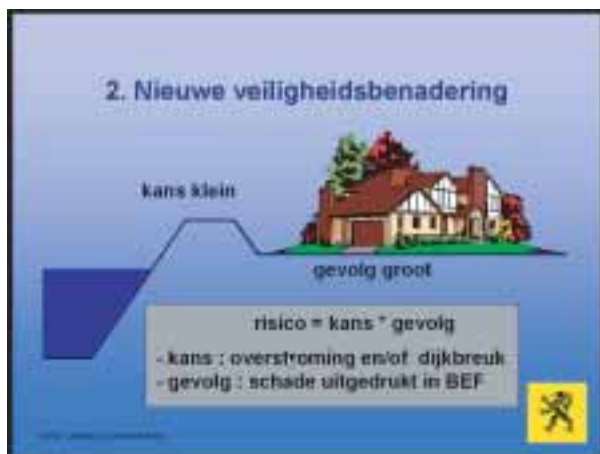 2. Nieuwe veiligheidsbenadering
kans klein
gevolg groot
risico = kans * gevolg
- kans : overstroming en/of dijkbreuk
- gevolg : schade uitgedrukt in BEF